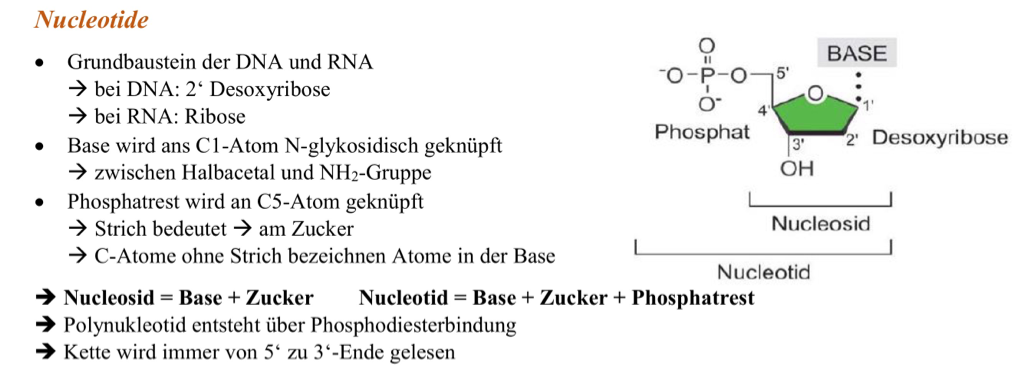 Nucleotide
• Grundbaustein der DNA und RNA
→ bei DNA: 2‘ Desoxyribose
→ bei RNA: Ribose
• Base wird ans C1-Atom N-glykosidisch geknüpft
→ zwischen Halbacetal und NH₂-Gruppe
• Phosphatrest wird an C5-Atom geknüpft
→ Strich bedeutet → am Zucker
→ C-Atome ohne Strich bezeichnen Atome in der Base
→ Nucleosid = Base + Zucker Nucleotid = Base + Zucker + Phosphatrest
→ Polynukleotid entsteht über Phosphodiesterbindung
→ Kette wird immer von 5‘ zu 3‘-Ende gelesen
O
BASE
⁻O-P-O
5'
O
O⁻
4'
1'
Phosphat
3'
2'
Desoxyribose
OH
Nucleosid
Nucleotid